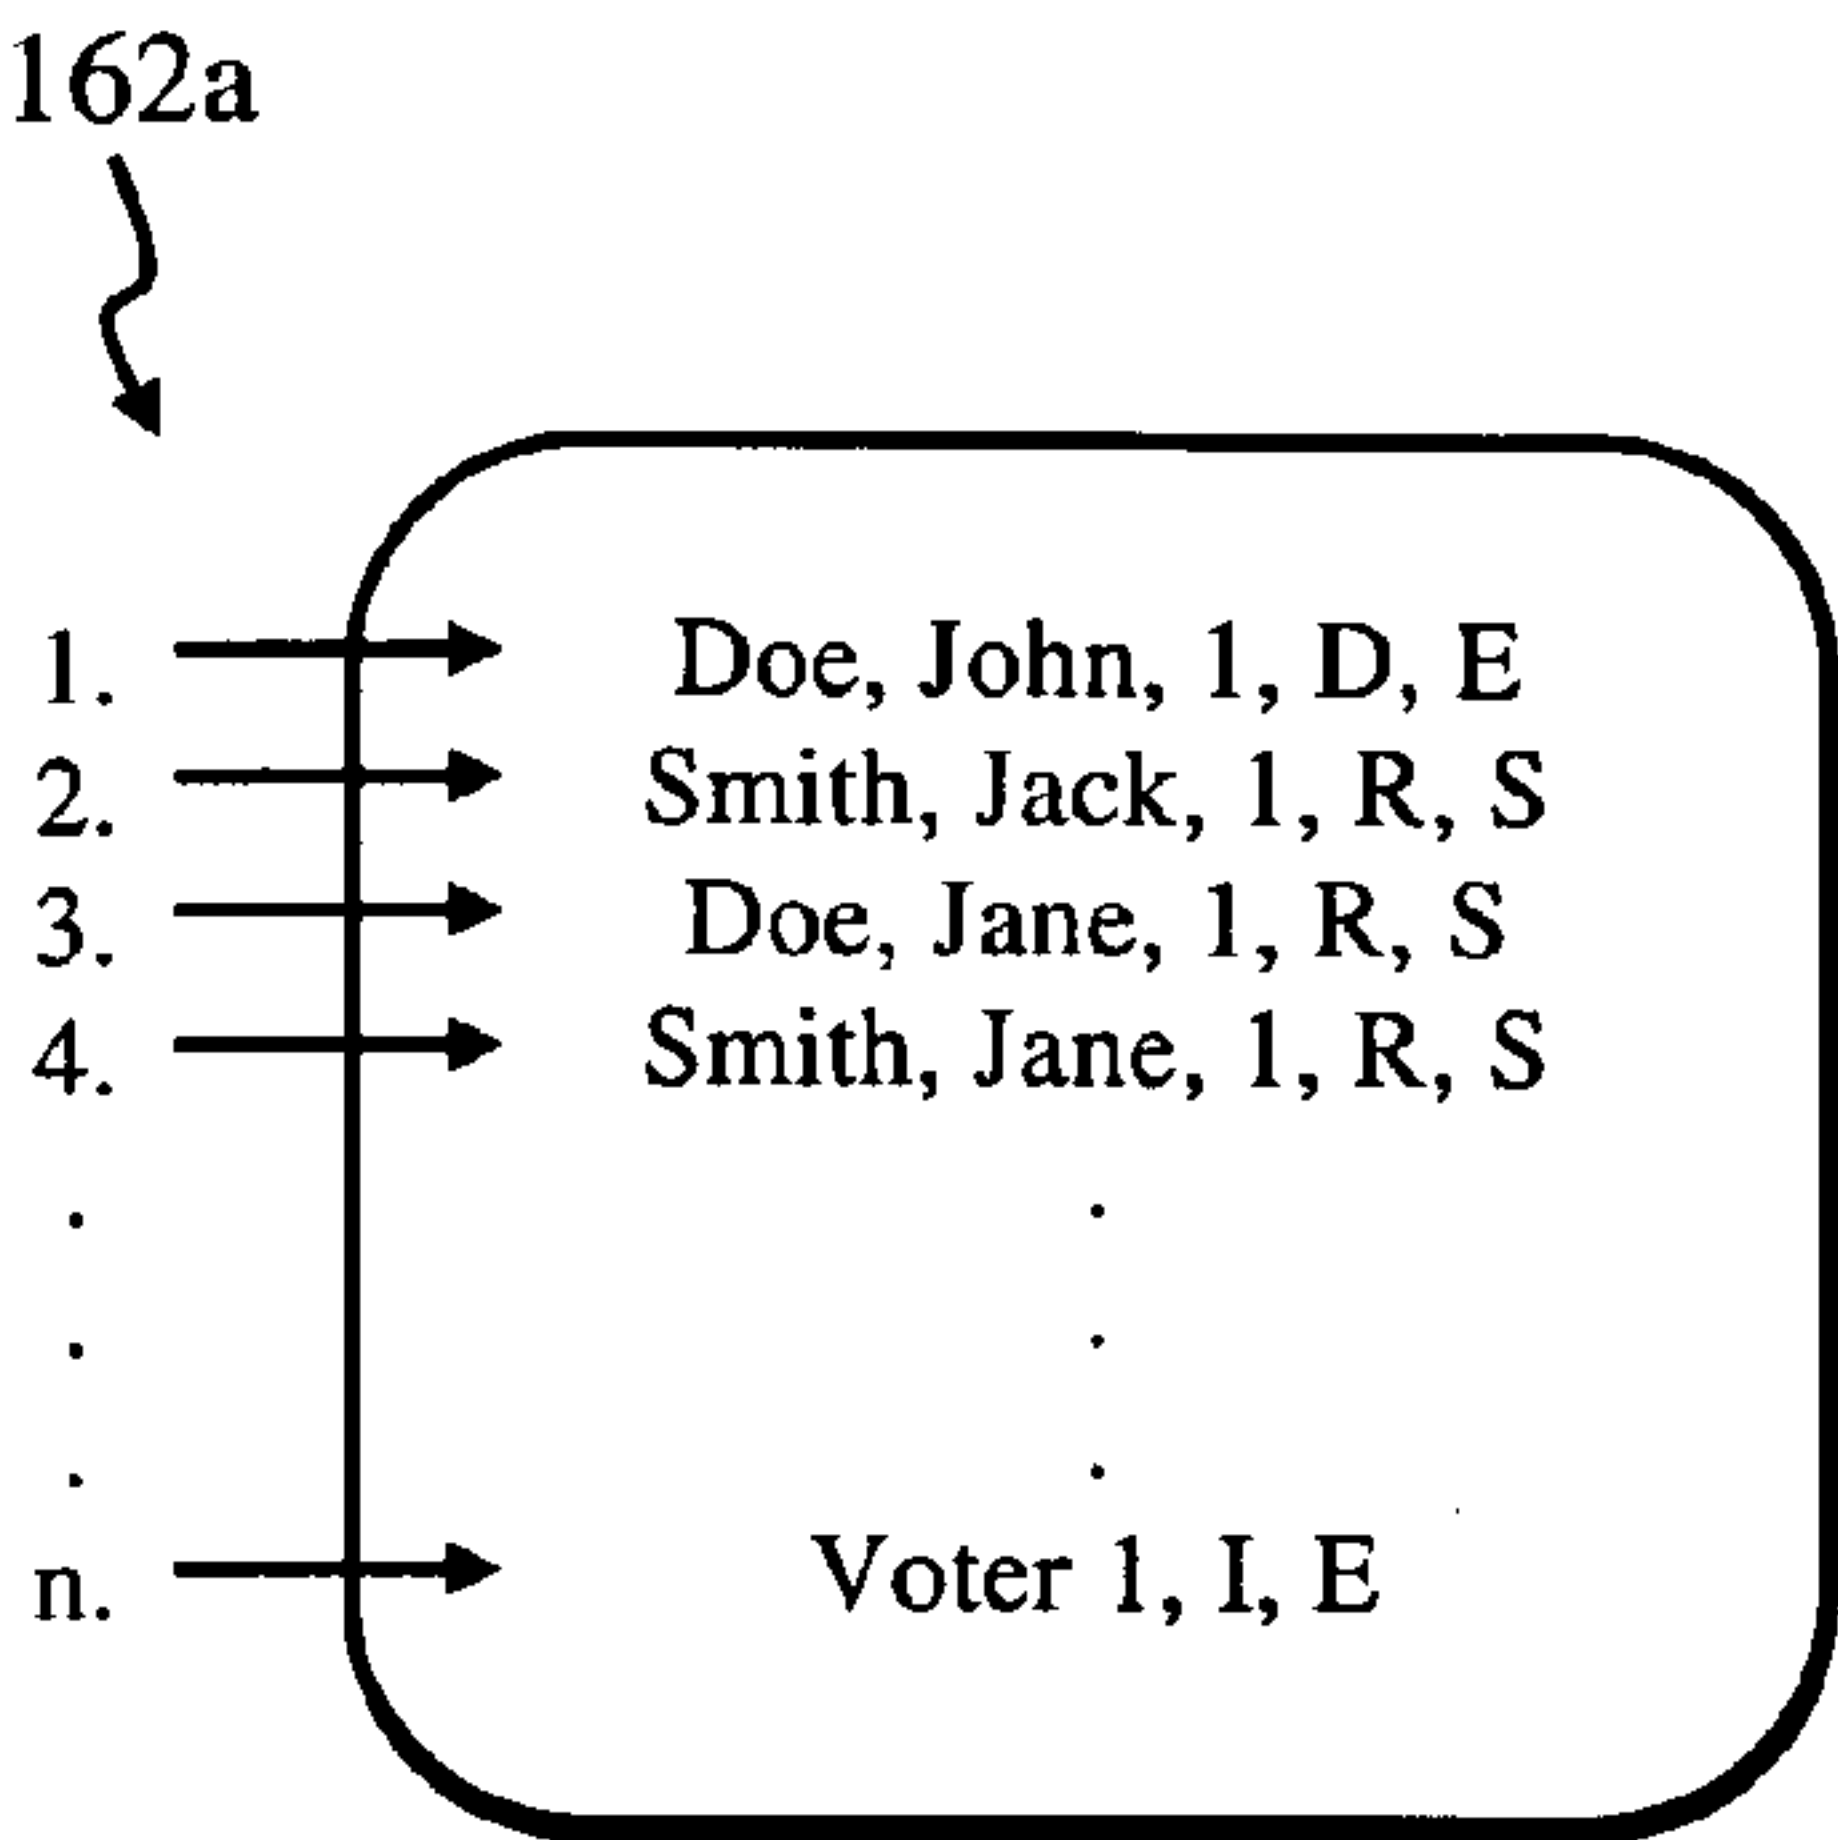 162a
1. Doe, John, 1, D, E
2. Smith, Jack, 1, R, S
3. Doe, Jane, 1, R, S
4. Smith, Jane, 1, R, S
. .
. .
. .
n. Voter 1, I, E